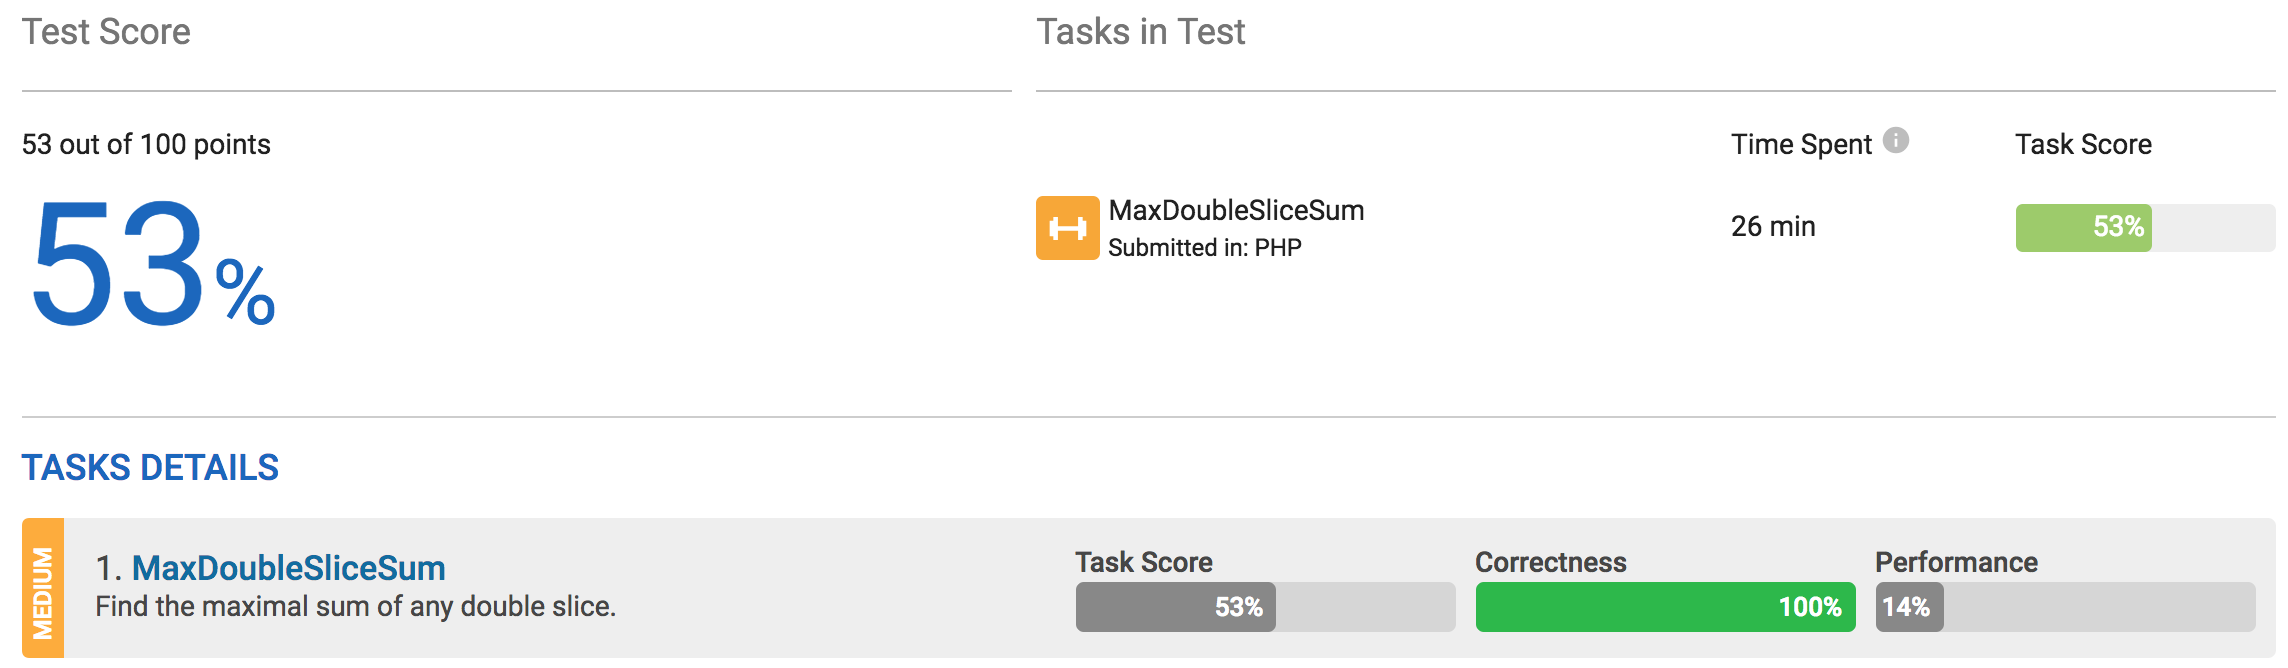 Test Score
53 out of 100 points
53%
Tasks in Test
Time Spent
Task Score
MaxDoubleSliceSum
Submitted in: PHP
26 min
53%
TASKS DETAILS
MEDIUM
1. MaxDoubleSliceSum
Find the maximal sum of any double slice.
Task Score
53%
Correctness
100%
Performance
14%